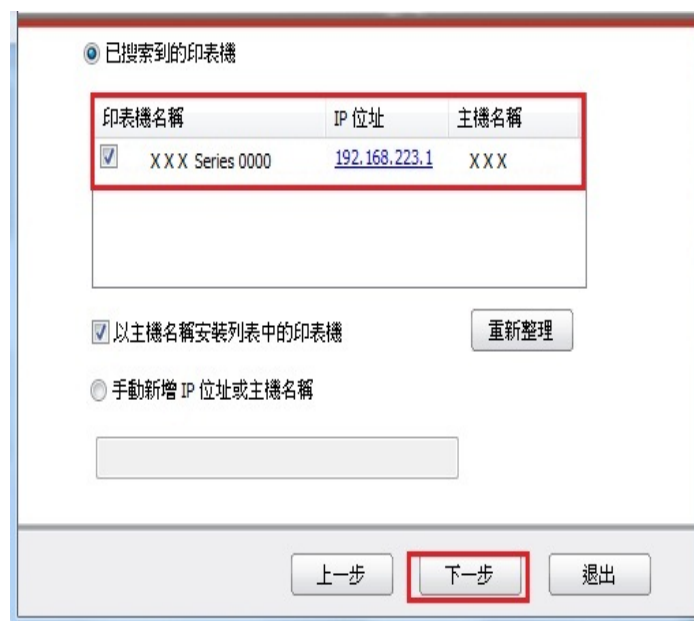 已搜索到的印表機
印表機名稱 IP 位址 主機名稱
XXX Series 0000 192.168.223.1 XXX
以主機名稱安裝列表中的印表機 重新整理
手動新增 IP 位址或主機名稱
上一步 下一步 退出